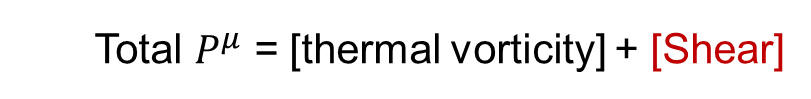 Total P^μ = [thermal vorticity] + [Shear]